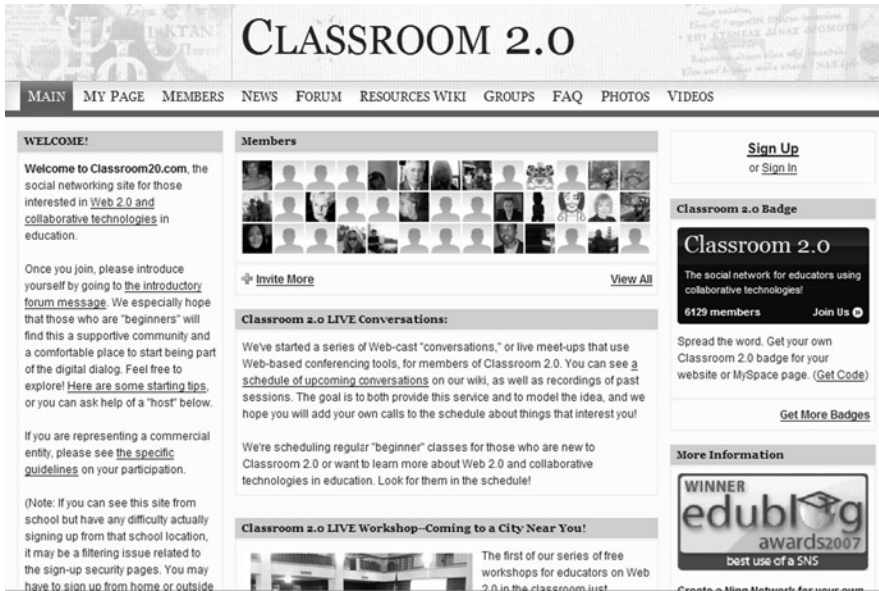 CLASSROOM 2.0
MAIN MY PAGE MEMBERS NEWS FORUM RESOURCES WIKI GROUPS FAQ PHOTOS VIDEOS
WELCOME!
Welcome to Classroom20.com, the
social networking site for those
interested in Web 2.0 and
collaborative technologies in
education.
Once you join, please introduce
yourself by going to the introductory
forum message. We especially hope
that those who are "beginners" will
find this a supportive community and
a comfortable place to start being part
of the digital dialog. Feel free to
explore! Here are some starting tips,
or you can ask help of a "host" below.
If you are representing a commercial
entity, please see the specific
guidelines on your participation.
(Note: If you can see this site from
school but have any difficulty actually
signing up from that school location,
it may be a filtering issue related to
the sign-up security pages. You may
have to sign up from home or outside
Members
Invite More View All
Classroom 2.0 LIVE Conversations:
We've started a series of Web-cast "conversations," or live meet-ups that use
Web-based conferencing tools, for members of Classroom 2.0. You can see a
schedule of upcoming conversations on our wiki, as well as recordings of past
sessions. The goal is to both provide this service and to model the idea, and we
hope you will add your own calls to the schedule about things that interest you!
We're scheduling regular "beginner" classes for those who are new to
Classroom 2.0 or want to learn more about Web 2.0 and collaborative
technologies in education. Look for them in the schedule!
Classroom 2.0 LIVE Workshop--Coming to a City Near You!
The first of our series of free
workshops for educators on Web
2.0 in the classroom just
Sign Up
or Sign In
Classroom 2.0 Badge
Classroom 2.0
The social network for educators using
collaborative technologies!
6129 members Join Us
Spread the word. Get your own
Classroom 2.0 badge for your
website or MySpace page. (Get Code)
Get More Badges
More Information
WINNER
edublog
awards2007
best use of a SNS
Create a Ning Network for your own